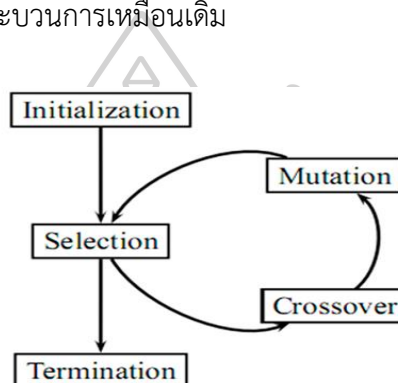 ะบวนการเหมือนเดิม
Initialization
Mutation
Selection
Crossover
Termination